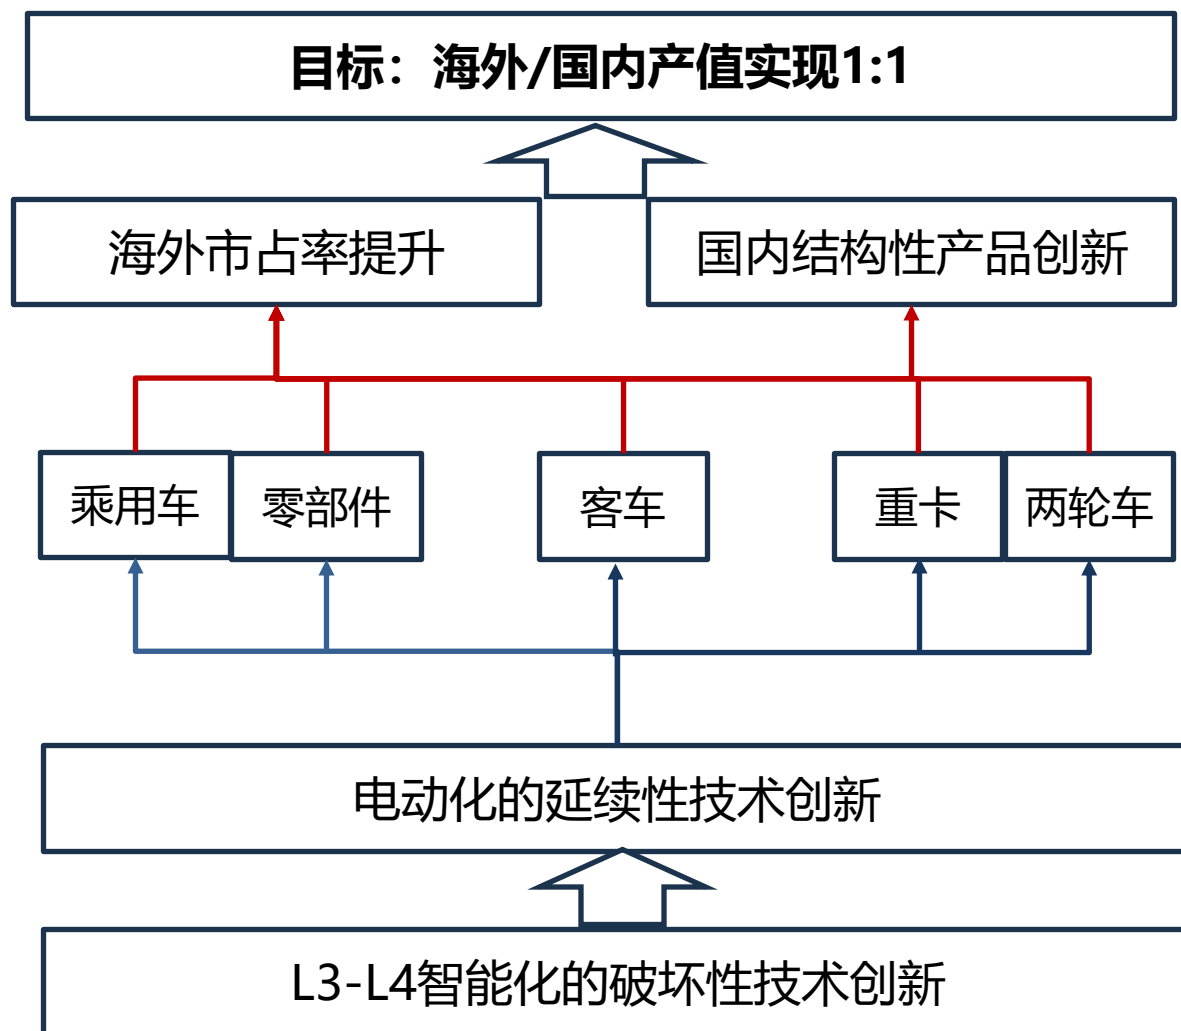 目标：海外/国内产值实现1:1
海外市占率提升
国内结构性产品创新
乘用车
零部件
客车
重卡
两轮车
电动化的延续性技术创新
L3-L4智能化的破坏性技术创新